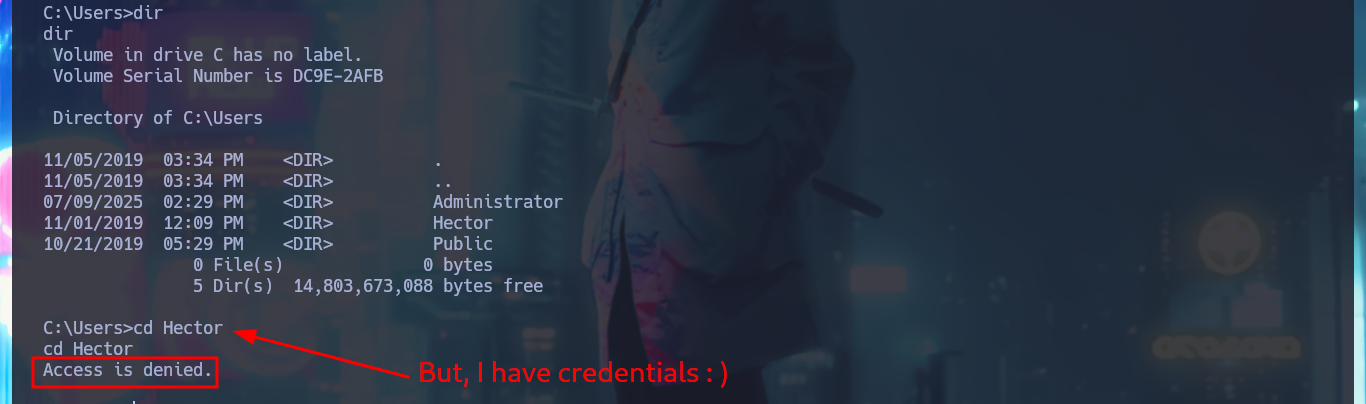 C:\Users>dir
dir
 Volume in drive C has no label.
 Volume Serial Number is DC9E-2AFB
 Directory of C:\Users
11/05/2019  03:34 PM    <DIR>          .
11/05/2019  03:34 PM    <DIR>          ..
07/09/2025  02:29 PM    <DIR>          Administrator
11/01/2019  12:09 PM    <DIR>          Hector
10/21/2019  05:29 PM    <DIR>          Public
               0 File(s)              0 bytes
               5 Dir(s)  14,803,673,088 bytes free
C:\Users>cd Hector
cd Hector
Access is denied.
But, I have credentials : )